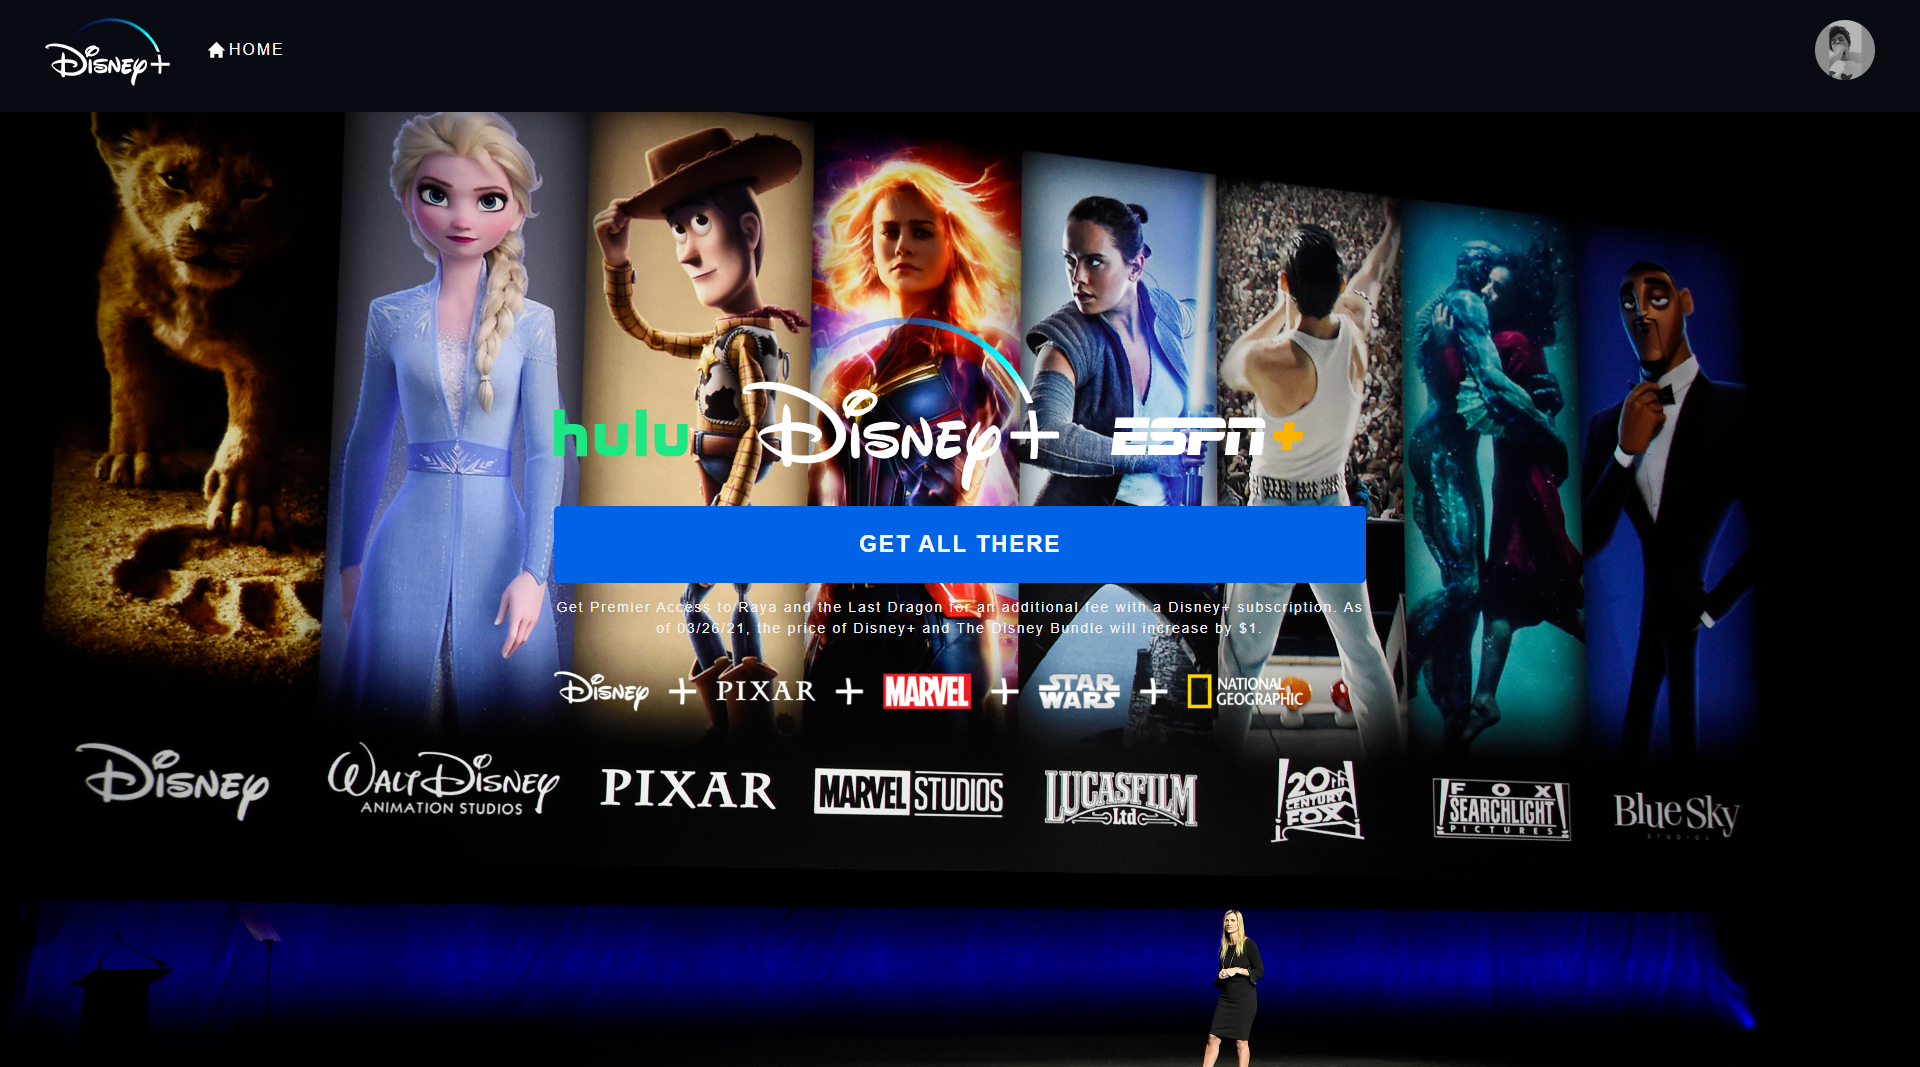 Disney+
HOME
hulu
Disney+
ESPN+
GET ALL THERE
Get Premier Access to Raya and the Last Dragon for an additional fee with a Disney+ subscription. As
of 03/26/21, the price of Disney+ and The Disney Bundle will increase by $1.
Disney + PIXAR + MARVEL + STAR WARS + NATIONAL GEOGRAPHIC
Disney
WALT DISNEY
ANIMATION STUDIOS
PIXAR
MARVEL STUDIOS
LUCASFILM
Ltd
20th
CENTURY
FOX
FOX
SEARCHLIGHT
PICTURES
Blue Sky
STUDIOS